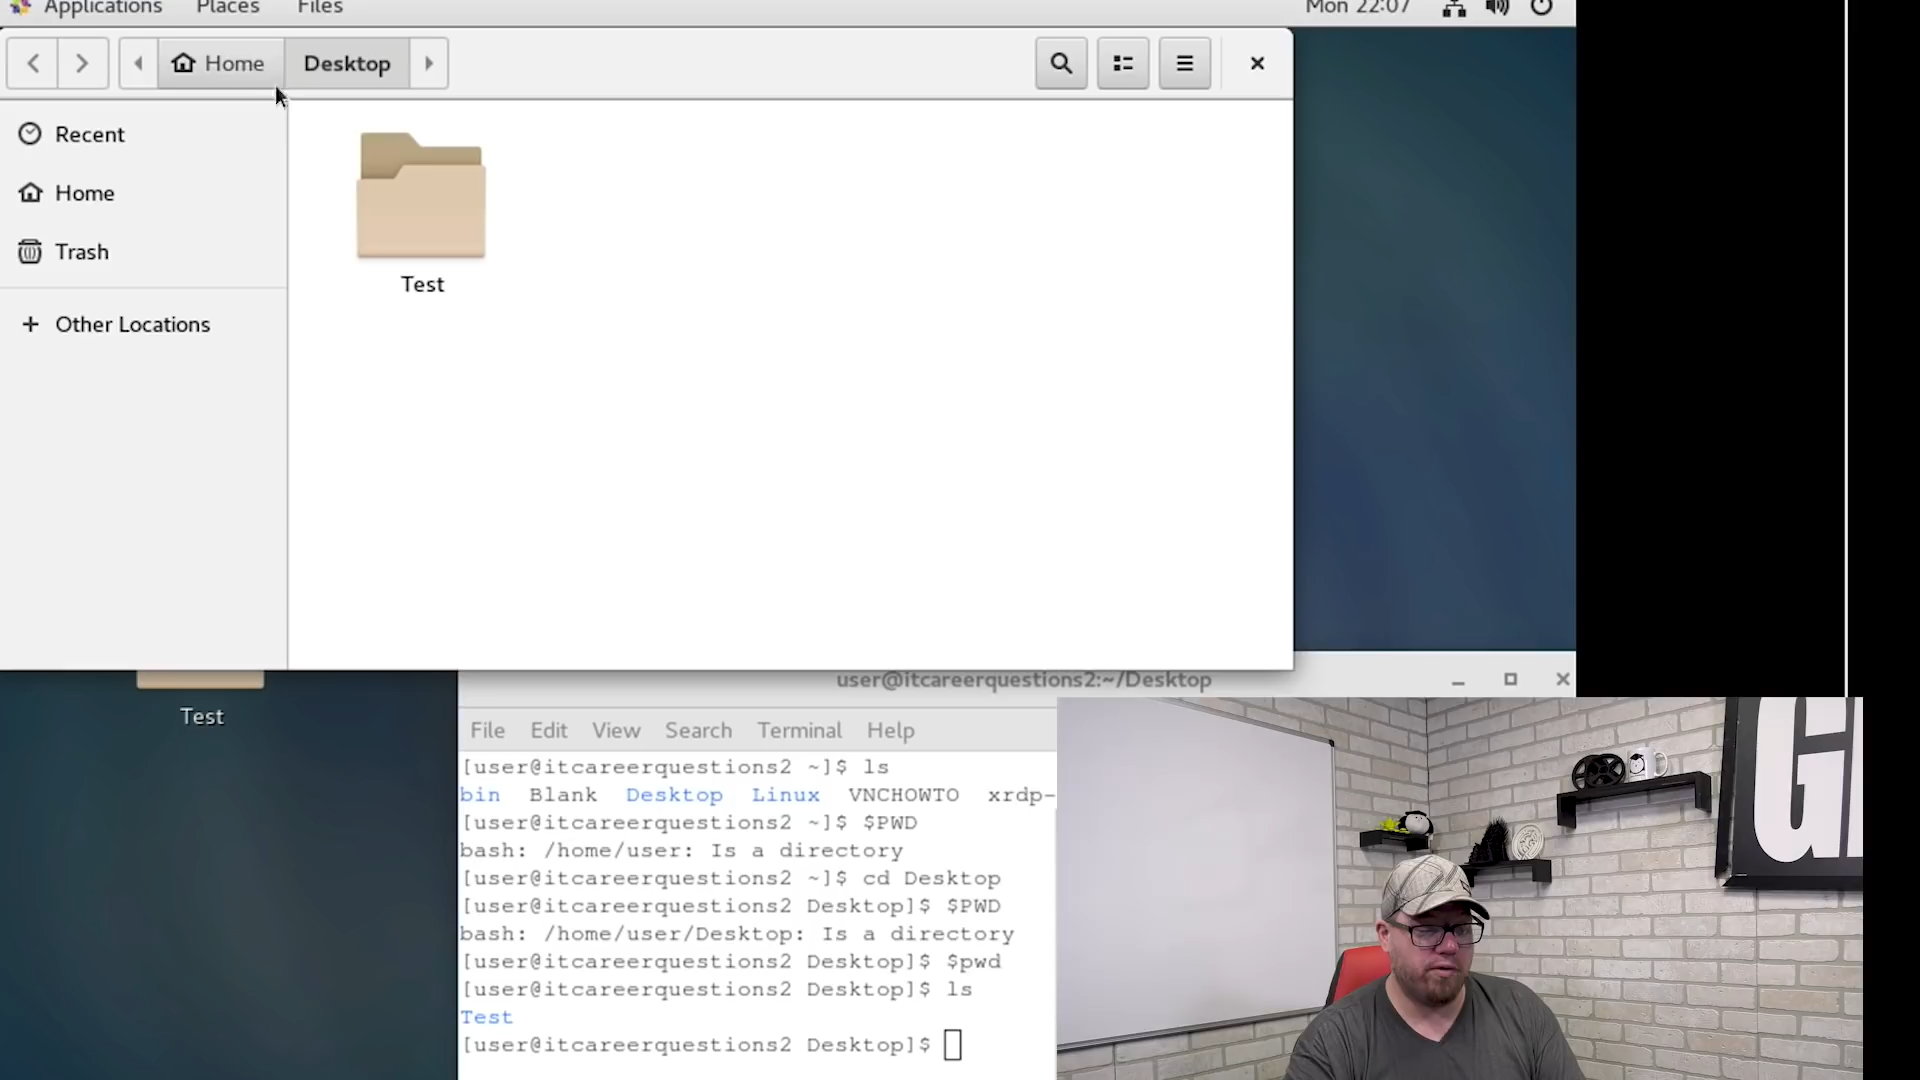 Applications Places Files Mon 22:07
Home Desktop
Recent
Home
Trash
Other Locations
Test
Test
user@itcareerquestions2:~/Desktop
File Edit View Search Terminal Help
[user@itcareerquestions2 ~]$ ls
bin Blank Desktop Linux VNCHOWTO xrdp-
[user@itcareerquestions2 ~]$ $PWD
bash: /home/user: Is a directory
[user@itcareerquestions2 ~]$ cd Desktop
[user@itcareerquestions2 Desktop]$ $PWD
bash: /home/user/Desktop: Is a directory
[user@itcareerquestions2 Desktop]$ $pwd
[user@itcareerquestions2 Desktop]$ ls
Test
[user@itcareerquestions2 Desktop]$